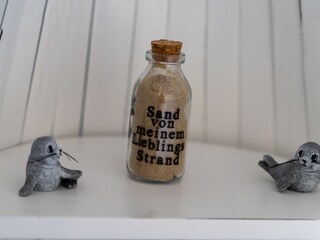 Sand
von
meinem
Lieblings
Strand